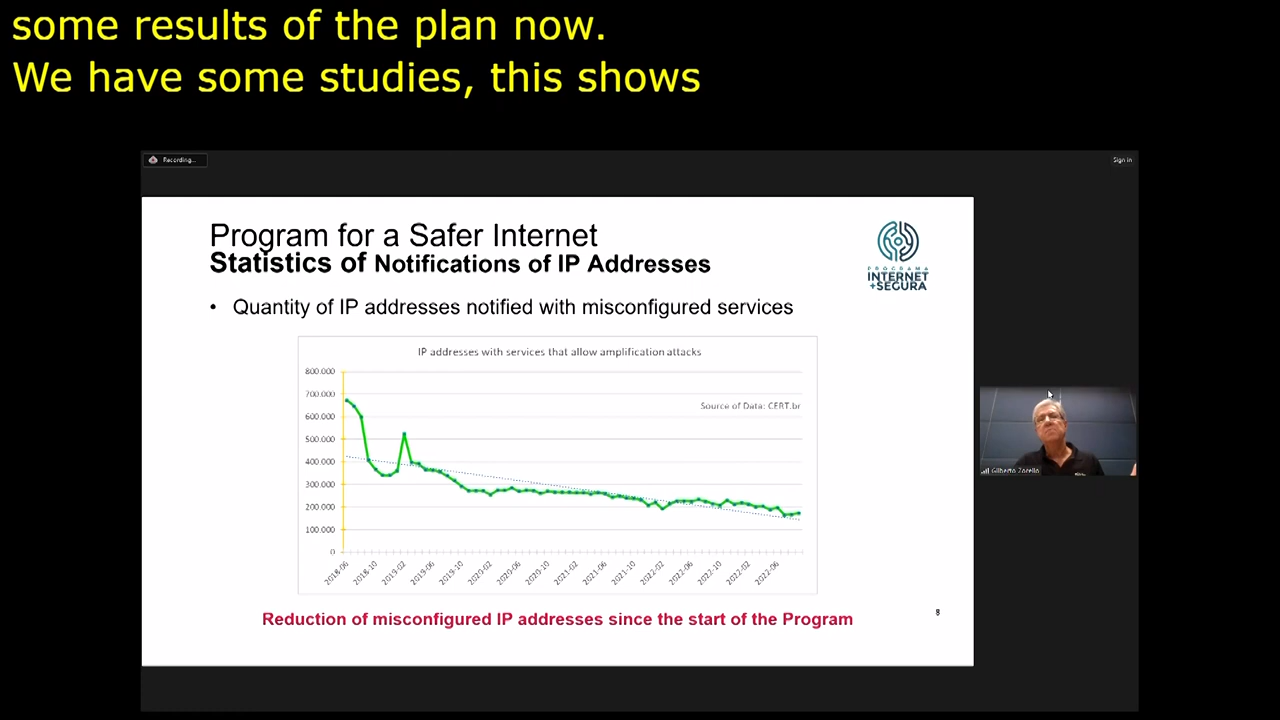 some results of the plan now.
We have some studies, this shows
Recording...
Sign in
Program for a Safer Internet
Statistics of Notifications of IP Addresses
PROGRAMA
INTERNET
+SEGURA
• Quantity of IP addresses notified with misconfigured services
IP addresses with services that allow amplification attacks
800.000
700.000
Source of Data: CERT.br
600.000
500.000
400.000
300.000
200.000
100.000
0
2018-06
2018-10
2019-02
2019-06
2019-10
2020-02
2020-06
2020-10
2021-02
2021-06
2021-10
2022-02
2022-06
2022-10
2022-02
2022-06
Gilberto Zorello
Reduction of misconfigured IP addresses since the start of the Program
8